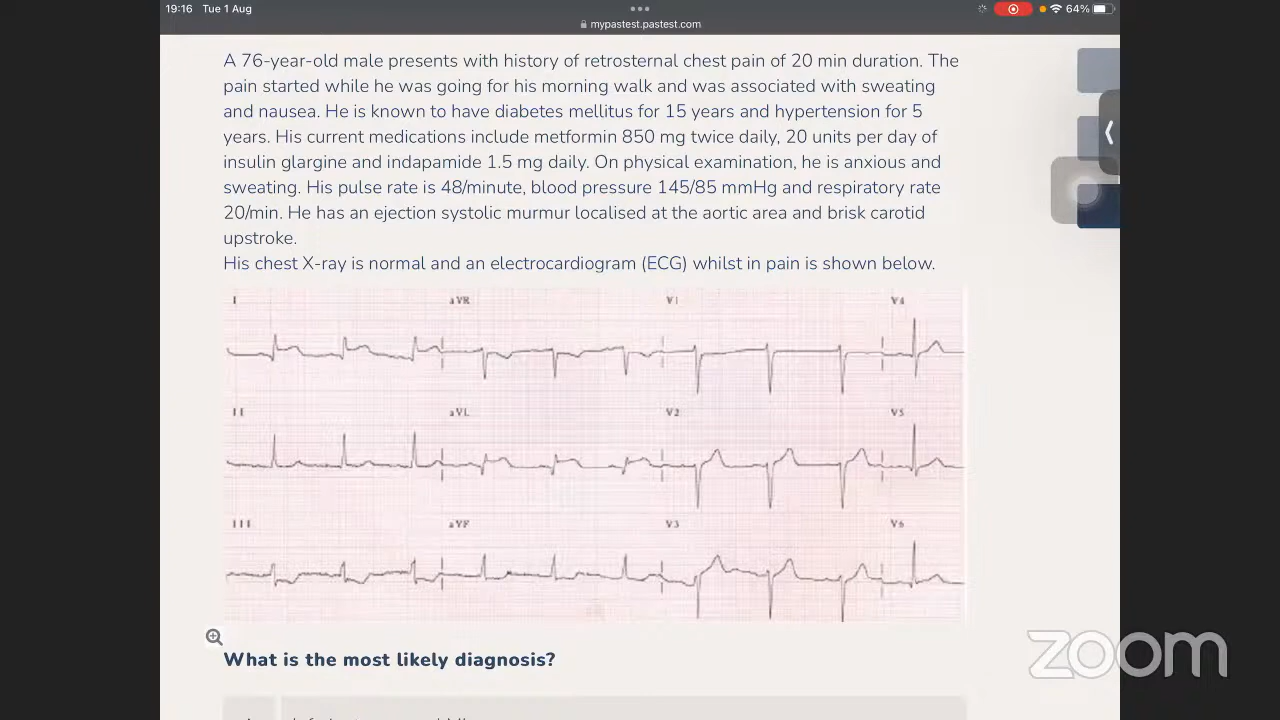 19:16 Tue 1 Aug
64%
mypastest.pastest.com
A 76-year-old male presents with history of retrosternal chest pain of 20 min duration. The
pain started while he was going for his morning walk and was associated with sweating
and nausea. He is known to have diabetes mellitus for 15 years and hypertension for 5
years. His current medications include metformin 850 mg twice daily, 20 units per day of
insulin glargine and indapamide 1.5 mg daily. On physical examination, he is anxious and
sweating. His pulse rate is 48/minute, blood pressure 145/85 mmHg and respiratory rate
20/min. He has an ejection systolic murmur localised at the aortic area and brisk carotid
upstroke.
His chest X-ray is normal and an electrocardiogram (ECG) whilst in pain is shown below.
I aVR V1 V4
II aVL V2 V5
III aVF V3 V6
What is the most likely diagnosis?
zoom